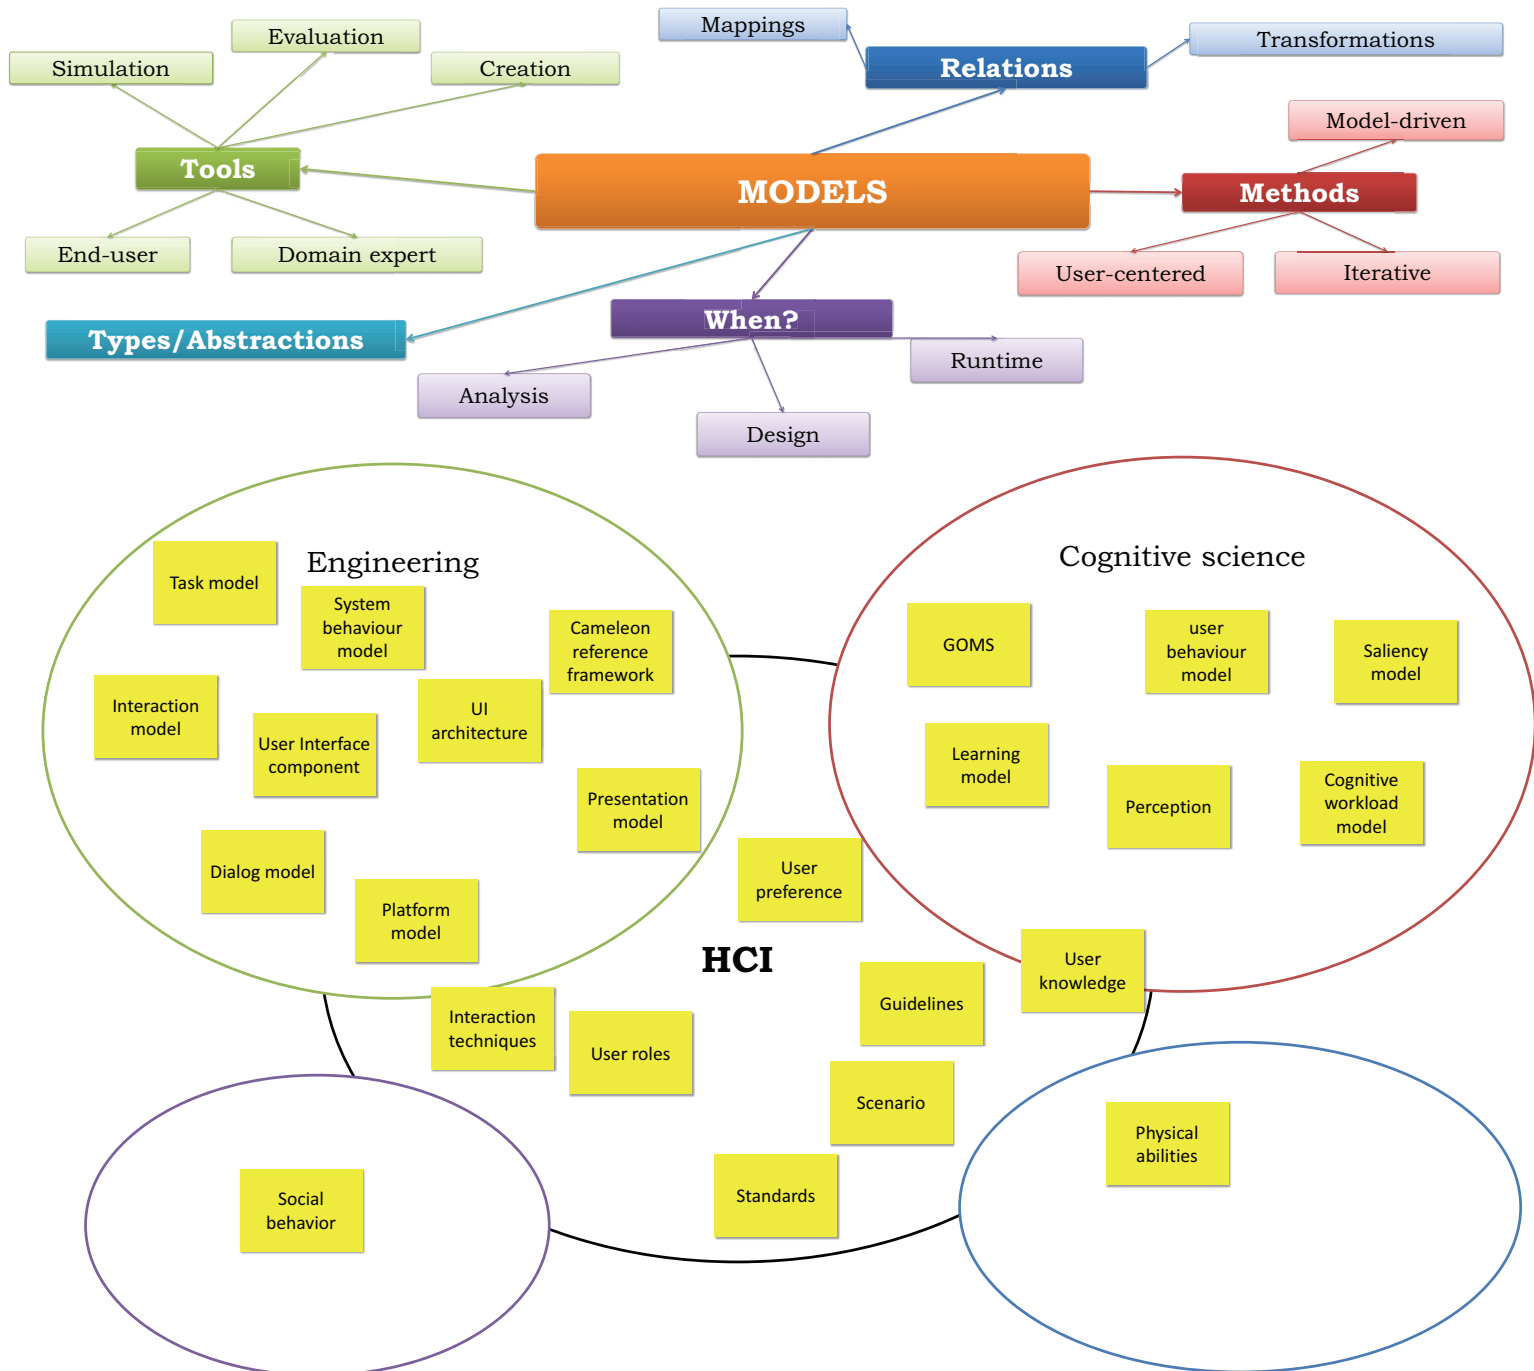 Mappings
Evaluation
Transformations
Simulation
Creation
Relations
Model-driven
Tools
MODELS
Methods
End-user
Domain expert
User-centered
Iterative
When?
Types/Abstractions
Runtime
Analysis
Design
Engineering
Task model
System
behaviour
model
Cameleon
reference
framework
Interaction
model
User Interface
component
UI
architecture
Presentation
model
Dialog model
Platform
model
Cognitive science
GOMS
user
behaviour
model
Saliency
model
Learning
model
Perception
Cognitive
workload
model
User
preference
HCI
User
knowledge
Guidelines
Interaction
techniques
User roles
Scenario
Standards
Social
behavior
Physical
abilities